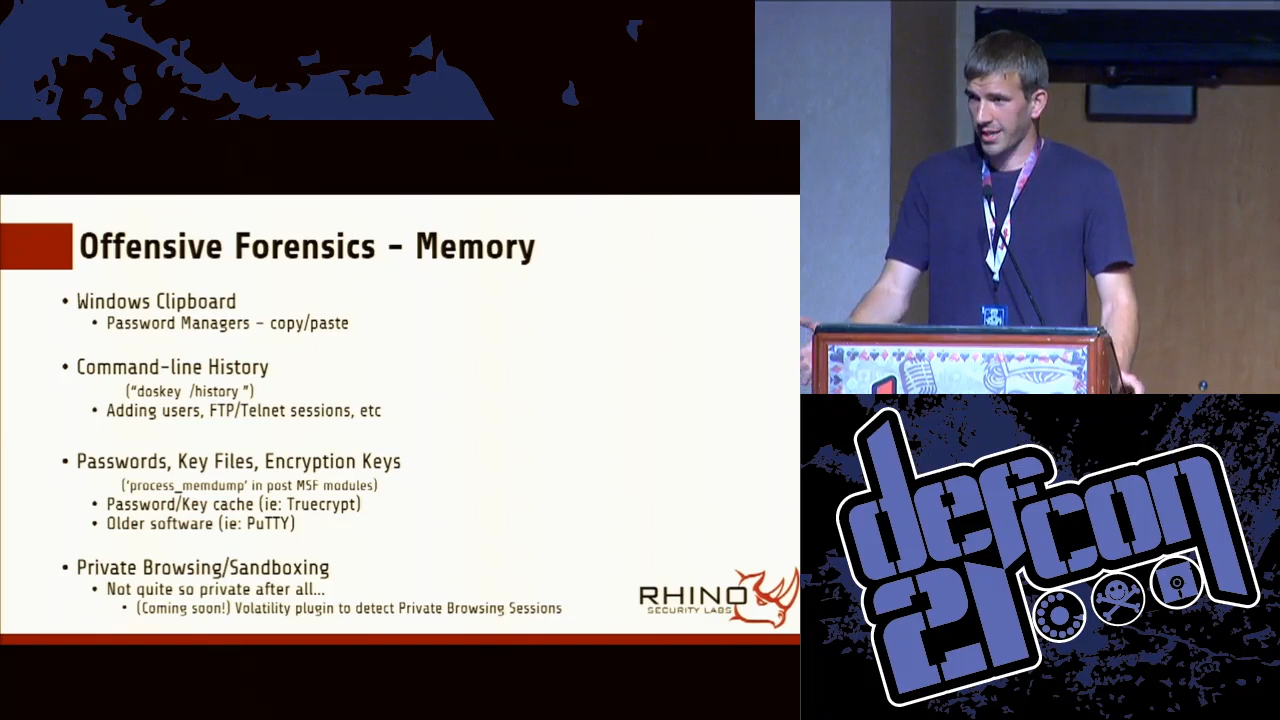 Offensive Forensics – Memory
• Windows Clipboard
• Password Managers – copy/paste
• Command-line History
(“doskey /history ”)
• Adding users, FTP/Telnet sessions, etc
• Passwords, Key Files, Encryption Keys
(‘process_memdump’ in post MSF modules)
• Password/Key cache (ie: Truecrypt)
• Older software (ie: PuTTY)
• Private Browsing/Sandboxing
• Not quite so private after all...
• (Coming soon!) Volatility plugin to detect Private Browsing Sessions
RHINO
SECURITY LABS
defcon
21